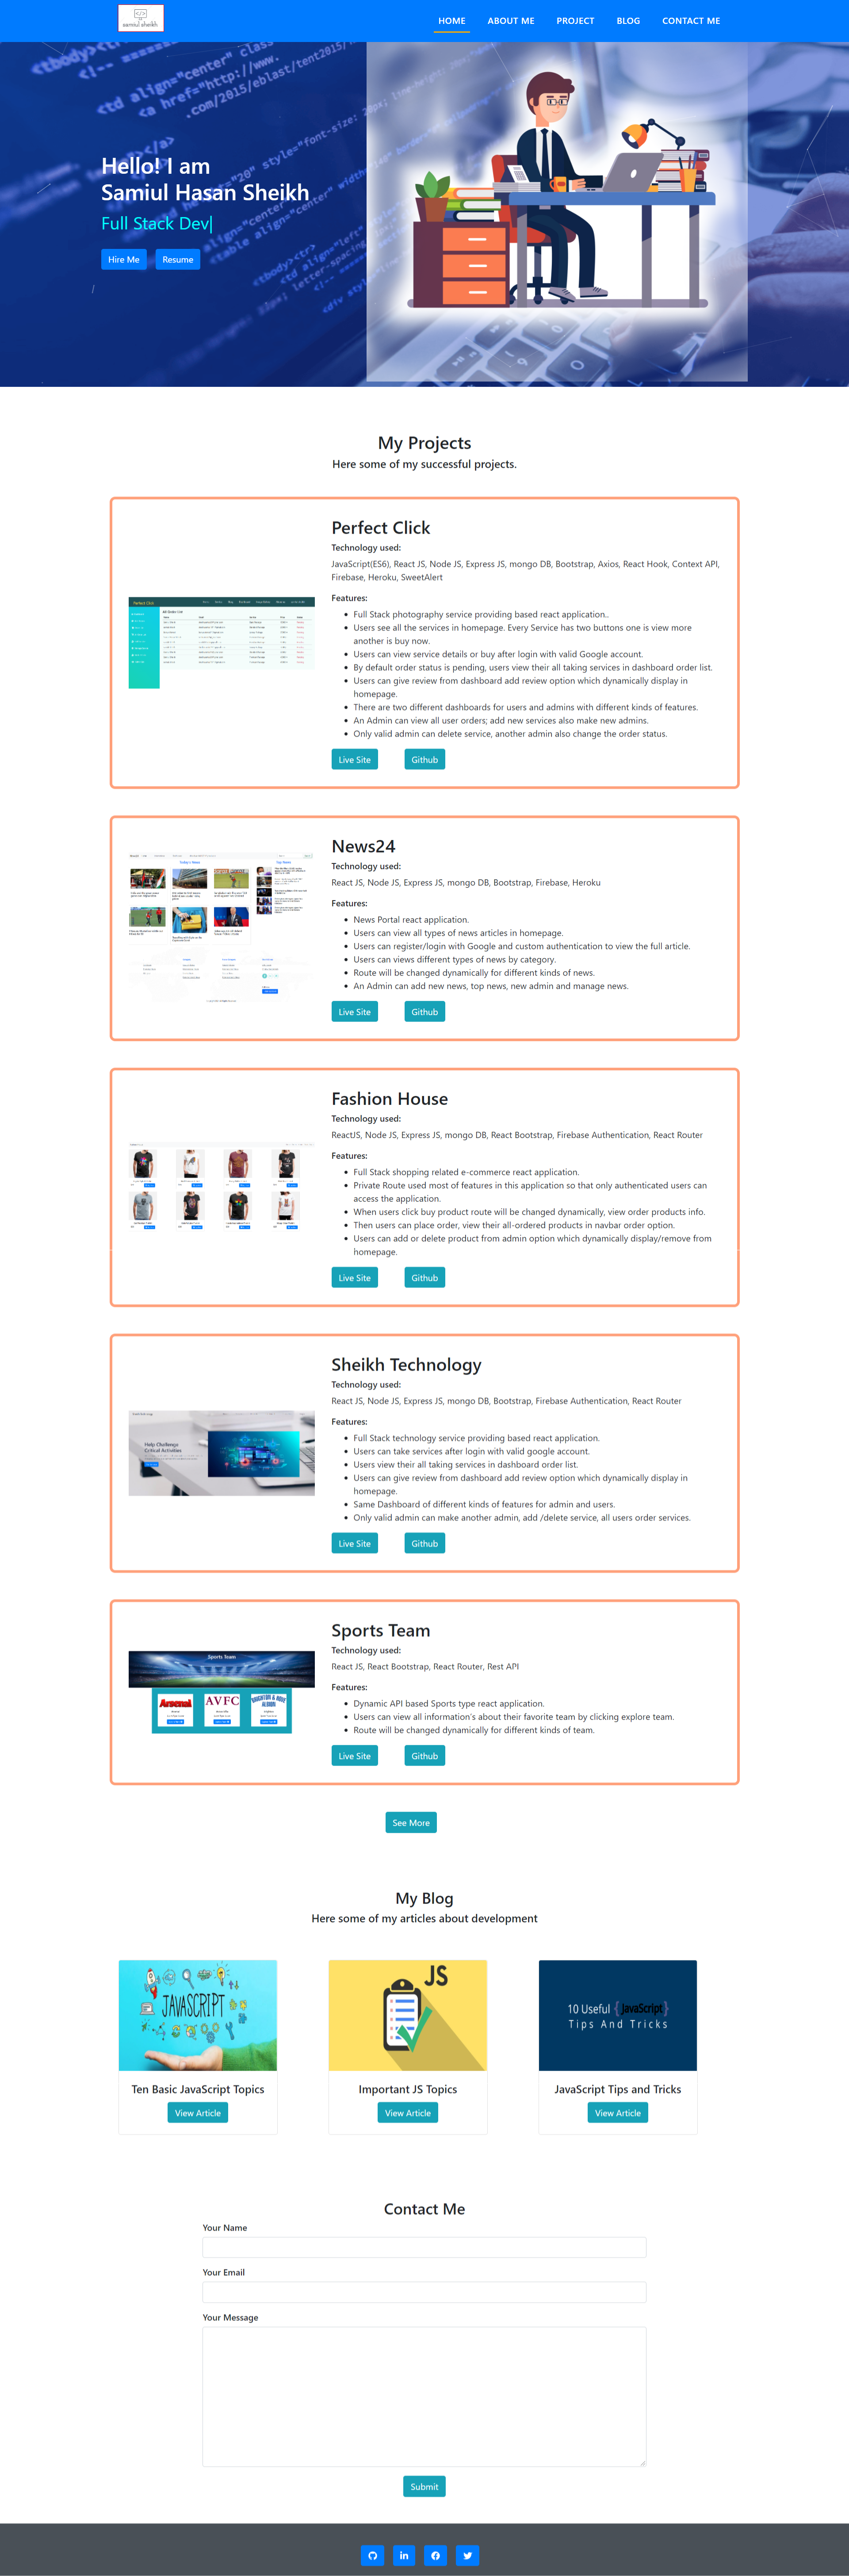 samiul sheikh
HOME
ABOUT ME
PROJECT
BLOG
CONTACT ME
Hello! I am
Samiul Hasan Sheikh
Full Stack Dev|
Hire Me
Resume
My Projects
Here some of my successful projects.
Perfect Click
Technology used:
JavaScript(ES6), React JS, Node JS, Express JS, mongo DB, Bootstrap, Axios, React Hook, Context API,
Firebase, Heroku, SweetAlert
Features:
Full Stack photography service providing based react application..
Users see all the services in homepage. Every Service has two buttons one is view more
another is buy now.
Users can view service details or buy after login with valid Google account.
By default order status is pending, users view their all taking services in dashboard order list.
Users can give review from dashboard add review option which dynamically display in
homepage.
There are two different dashboards for users and admins with different kinds of features.
An Admin can view all user orders; add new services also make new admins.
Only valid admin can delete service, another admin also change the order status.
Live Site
Github
Today's News
Top News
News24
Technology used:
React JS, Node JS, Express JS, mongo DB, Bootstrap, Firebase, Heroku
Features:
News Portal react application.
Users can view all types of news articles in homepage.
Users can register/login with Google and custom authentication to view the full article.
Users can views different types of news by category.
Route will be changed dynamically for different kinds of news.
An Admin can add new news, top news, new admin and manage news.
Live Site
Github
Fashion House
Technology used:
ReactJS, Node JS, Express JS, mongo DB, React Bootstrap, Firebase Authentication, React Router
Features:
Full Stack shopping related e-commerce react application.
Private Route used most of features in this application so that only authenticated users can
access the application.
When users click buy product route will be changed dynamically, view order products info.
Then users can place order, view their all-ordered products in navbar order option.
Users can add or delete product from admin option which dynamically display/remove from
homepage.
Live Site
Github
Help Challenge
Critical Activities
Sheikh Technology
Technology used:
React JS, Node JS, Express JS, mongo DB, Bootstrap, Firebase Authentication, React Router
Features:
Full Stack technology service providing based react application.
Users can take services after login with valid google account.
Users view their all taking services in dashboard order list.
Users can give review from dashboard add review option which dynamically display in
homepage.
Same Dashboard of different kinds of features for admin and users.
Only valid admin can make another admin, add /delete service, all users order services.
Live Site
Github
Sports Team
Arsenal
AVFC
BRIGHTON & HOVE
ALBION
Sports Team
Technology used:
React JS, React Bootstrap, React Router, Rest API
Features:
Dynamic API based Sports type react application.
Users can view all information's about their favorite team by clicking explore team.
Route will be changed dynamically for different kinds of team.
Live Site
Github
See More
My Blog
Here some of my articles about development
JAVASCRIPT
JS
10 Useful {JavaScript}
Tips And Tricks
Ten Basic JavaScript Topics
Important JS Topics
JavaScript Tips and Tricks
View Article
View Article
View Article
Contact Me
Your Name
Your Email
Your Message
Submit